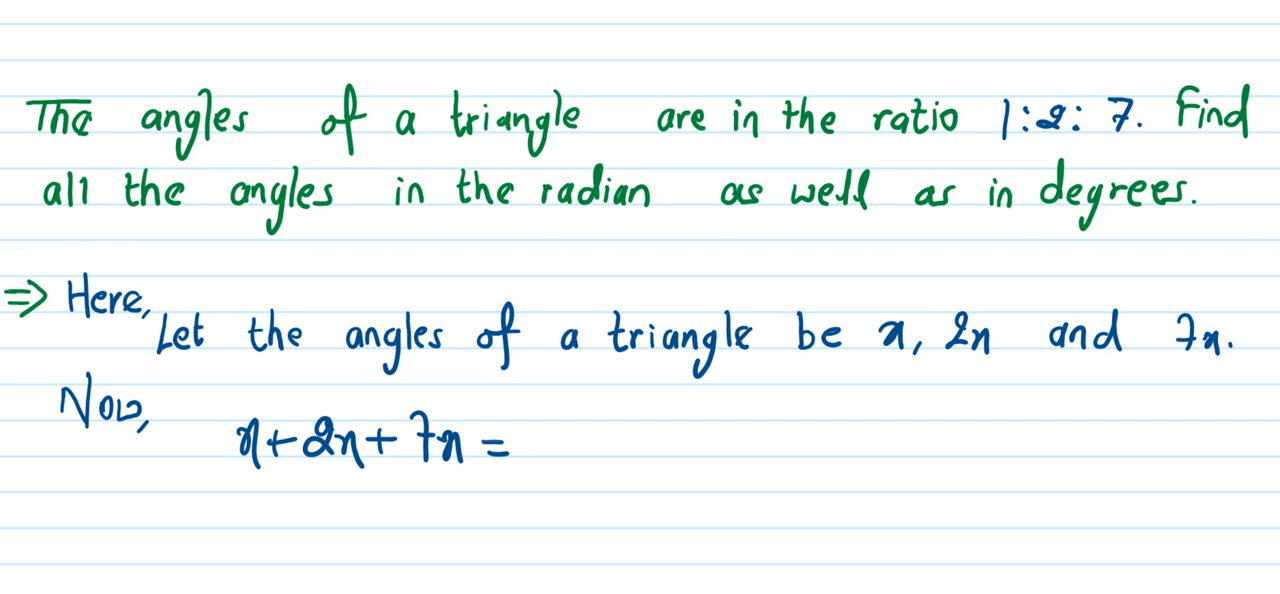 The angles of a triangle are in the ratio 1:2:7. Find
all the angles in the radian as well as in degrees.
⇒ Here,
Let the angles of a triangle be x, 2x and 7x.
Now,
x+2x+7x=